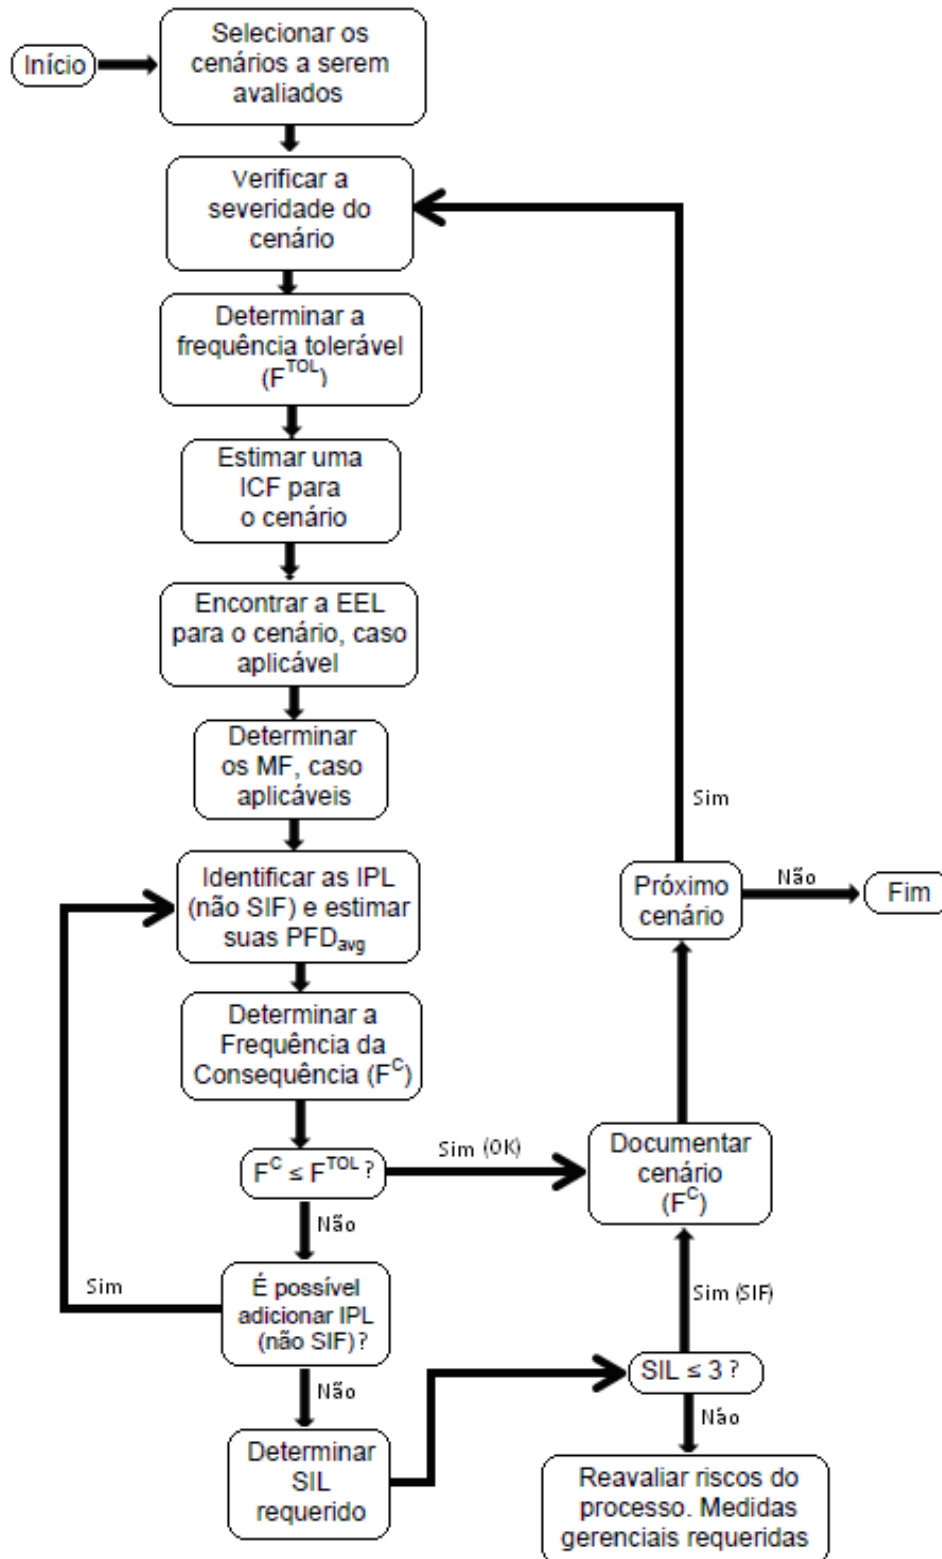 Início
Selecionar os
cenários a serem
avaliados
Verificar a
severidade do
cenário
Determinar a
frequência tolerável
(F^TOL)
Estimar uma
ICF para
o cenário
Encontrar a EEL
para o cenário, caso
aplicável
Determinar
os MF, caso
aplicáveis
Identificar as IPL
(não SIF) e estimar
suas PFD_avg
Determinar a
Frequência da
Consequência (F^C)
F^C ≤ F^TOL ?
Sim (OK)
Não
É possível
adicionar IPL
(não SIF) ?
Sim
Não
Determinar
SIL
requerido
SIL ≤ 3 ?
Sim (SIF)
Não
Reavaliar riscos do
processo. Medidas
gerenciais requeridas
Documentar
cenário
(F^C)
Próximo
cenário
Sim
Não
Fim